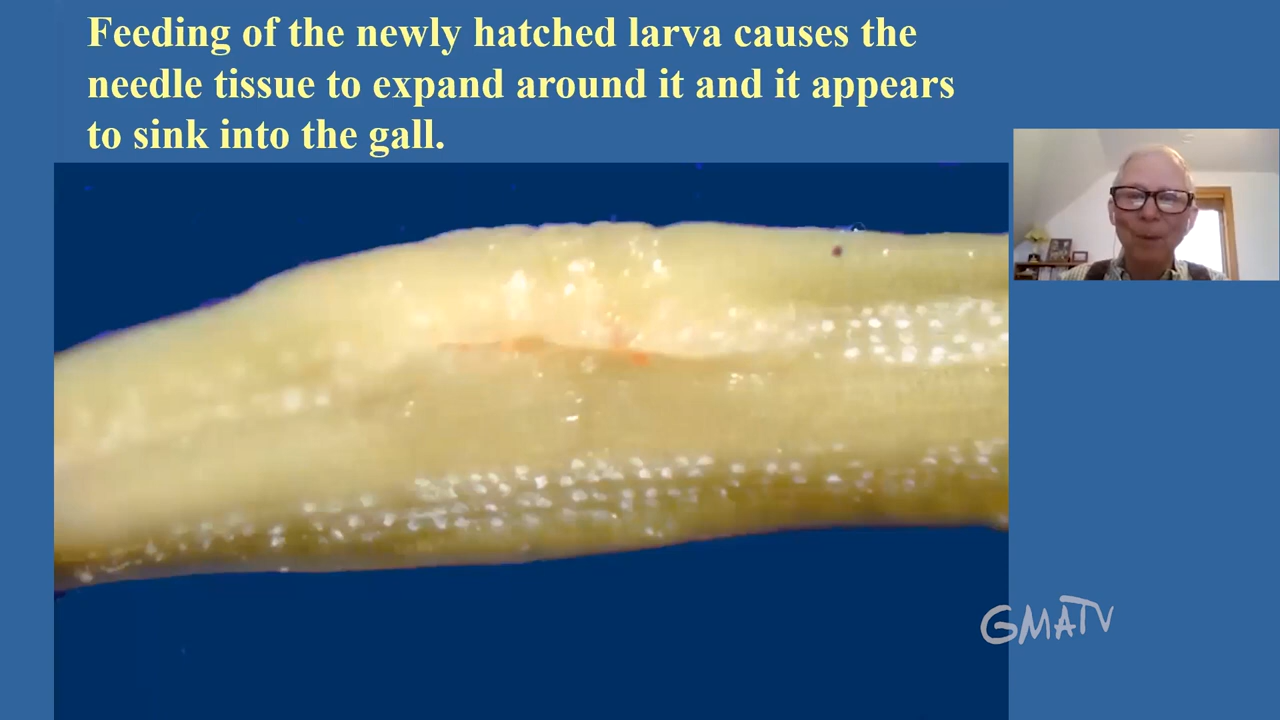 Feeding of the newly hatched larva causes the
needle tissue to expand around it and it appears
to sink into the gall.
GMATV